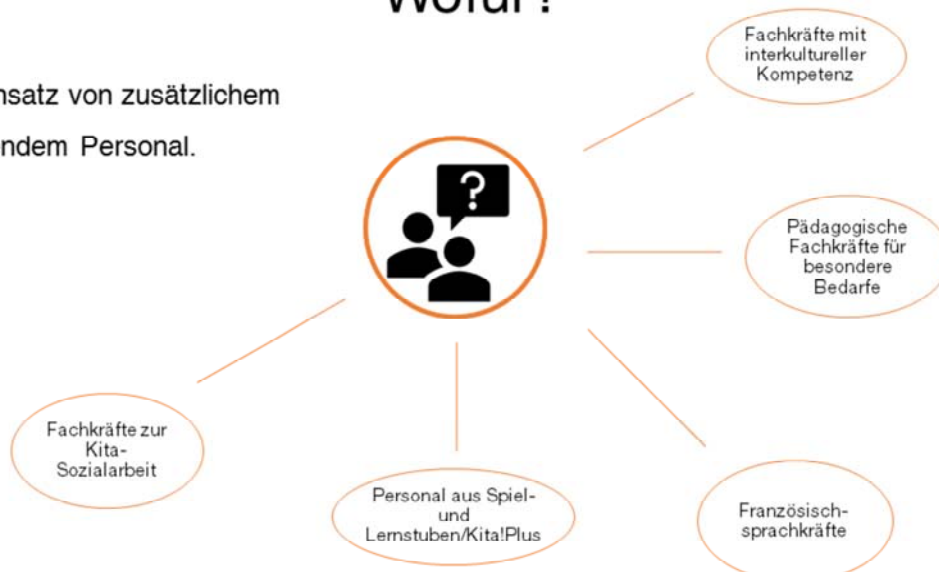 Wofür?
nsatz von zusätzlichem
ndem Personal.
Fachkräfte mit
interkultureller
Kompetenz
?
Pädagogische
Fachkräfte für
besondere
Bedarfe
Fachkräfte zur
Kita-
Sozialarbeit
Personal aus Spiel-
und
Lernstuben/Kita!Plus
Französisch-
sprachkräfte